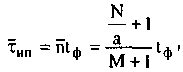 τ̄ип = n̄tф = (N/a + 1)/(M + 1) tф,